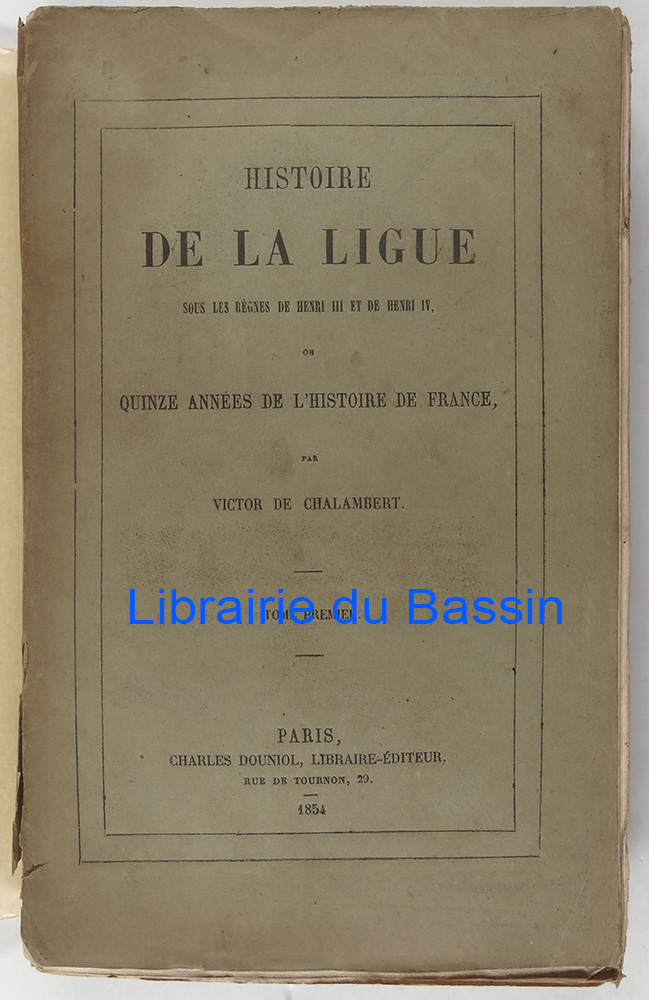 HISTOIRE
DE LA LIGUE
SOUS LES RÈGNES DE HENRI III ET DE HENRI IV,
OU
QUINZE ANNÉES DE L'HISTOIRE DE FRANCE,
PAR
VICTOR DE CHALAMBERT.
Librairie du Bassin
TOME PREMIER.
PARIS,
CHARLES DOUNIOL, LIBRAIRE-ÉDITEUR,
RUE DE TOURNON, 29.
1854